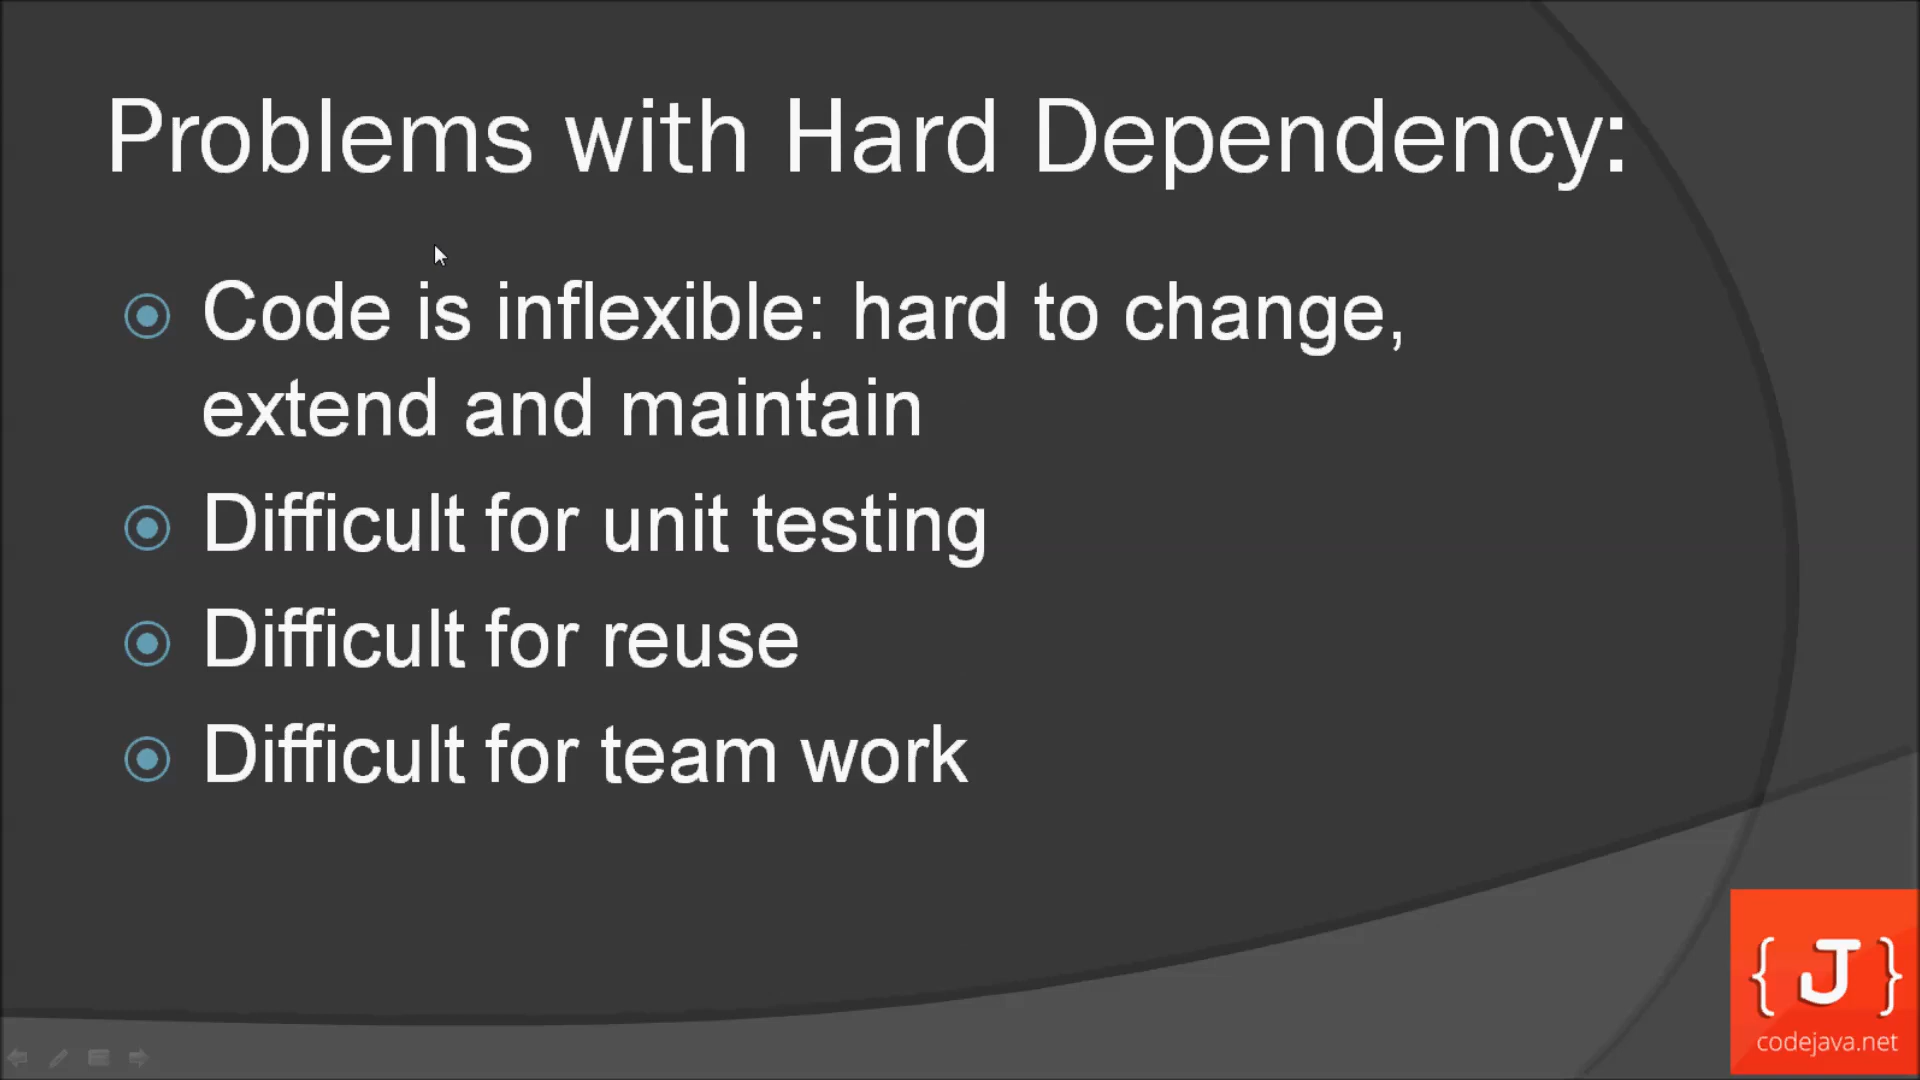 Problems with Hard Dependency:
Code is inflexible: hard to change,
extend and maintain
Difficult for unit testing
Difficult for reuse
Difficult for team work
{ J }
codejava.net